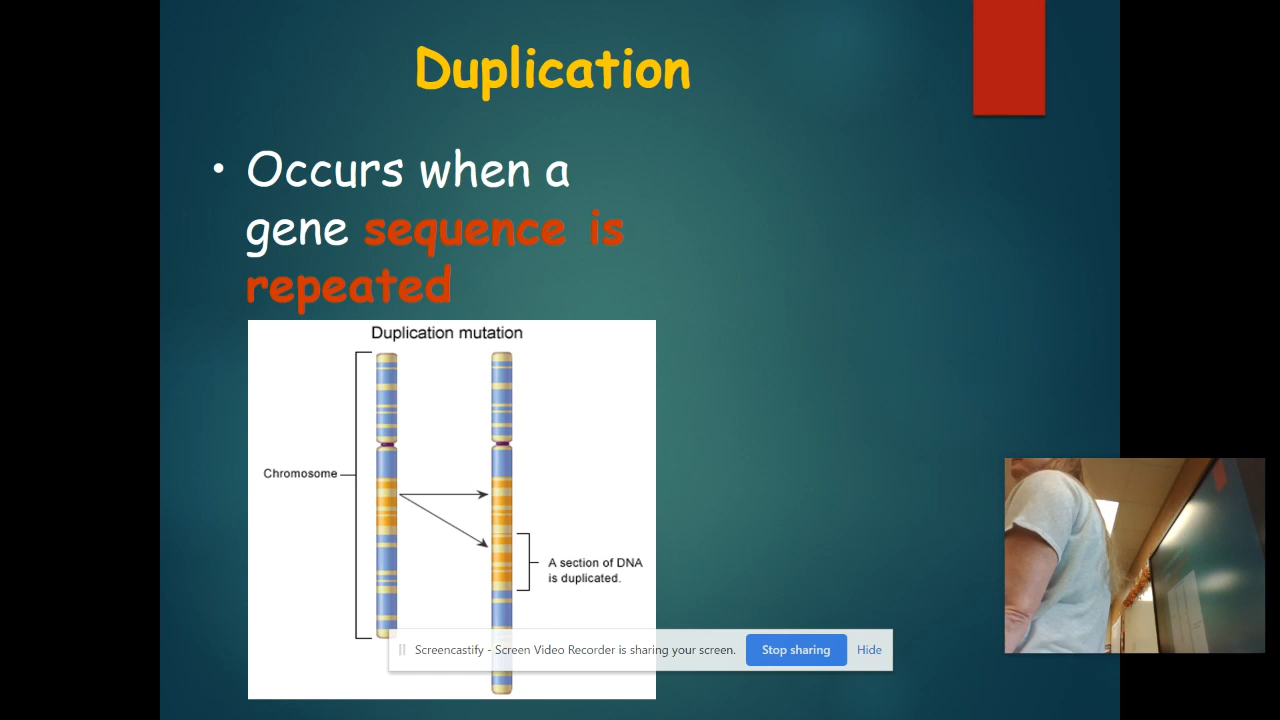 Duplication
• Occurs when a
gene sequence is
repeated
Duplication mutation
Chromosome
A section of DNA
is duplicated.
Screencastify - Screen Video Recorder is sharing your screen.
Stop sharing
Hide